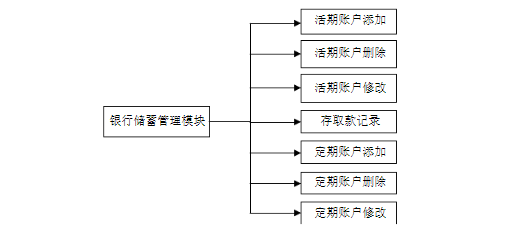 活期账户添加
活期账户删除
活期账户修改
银行储蓄管理模块
存取款记录
定期账户添加
定期账户删除
定期账户修改